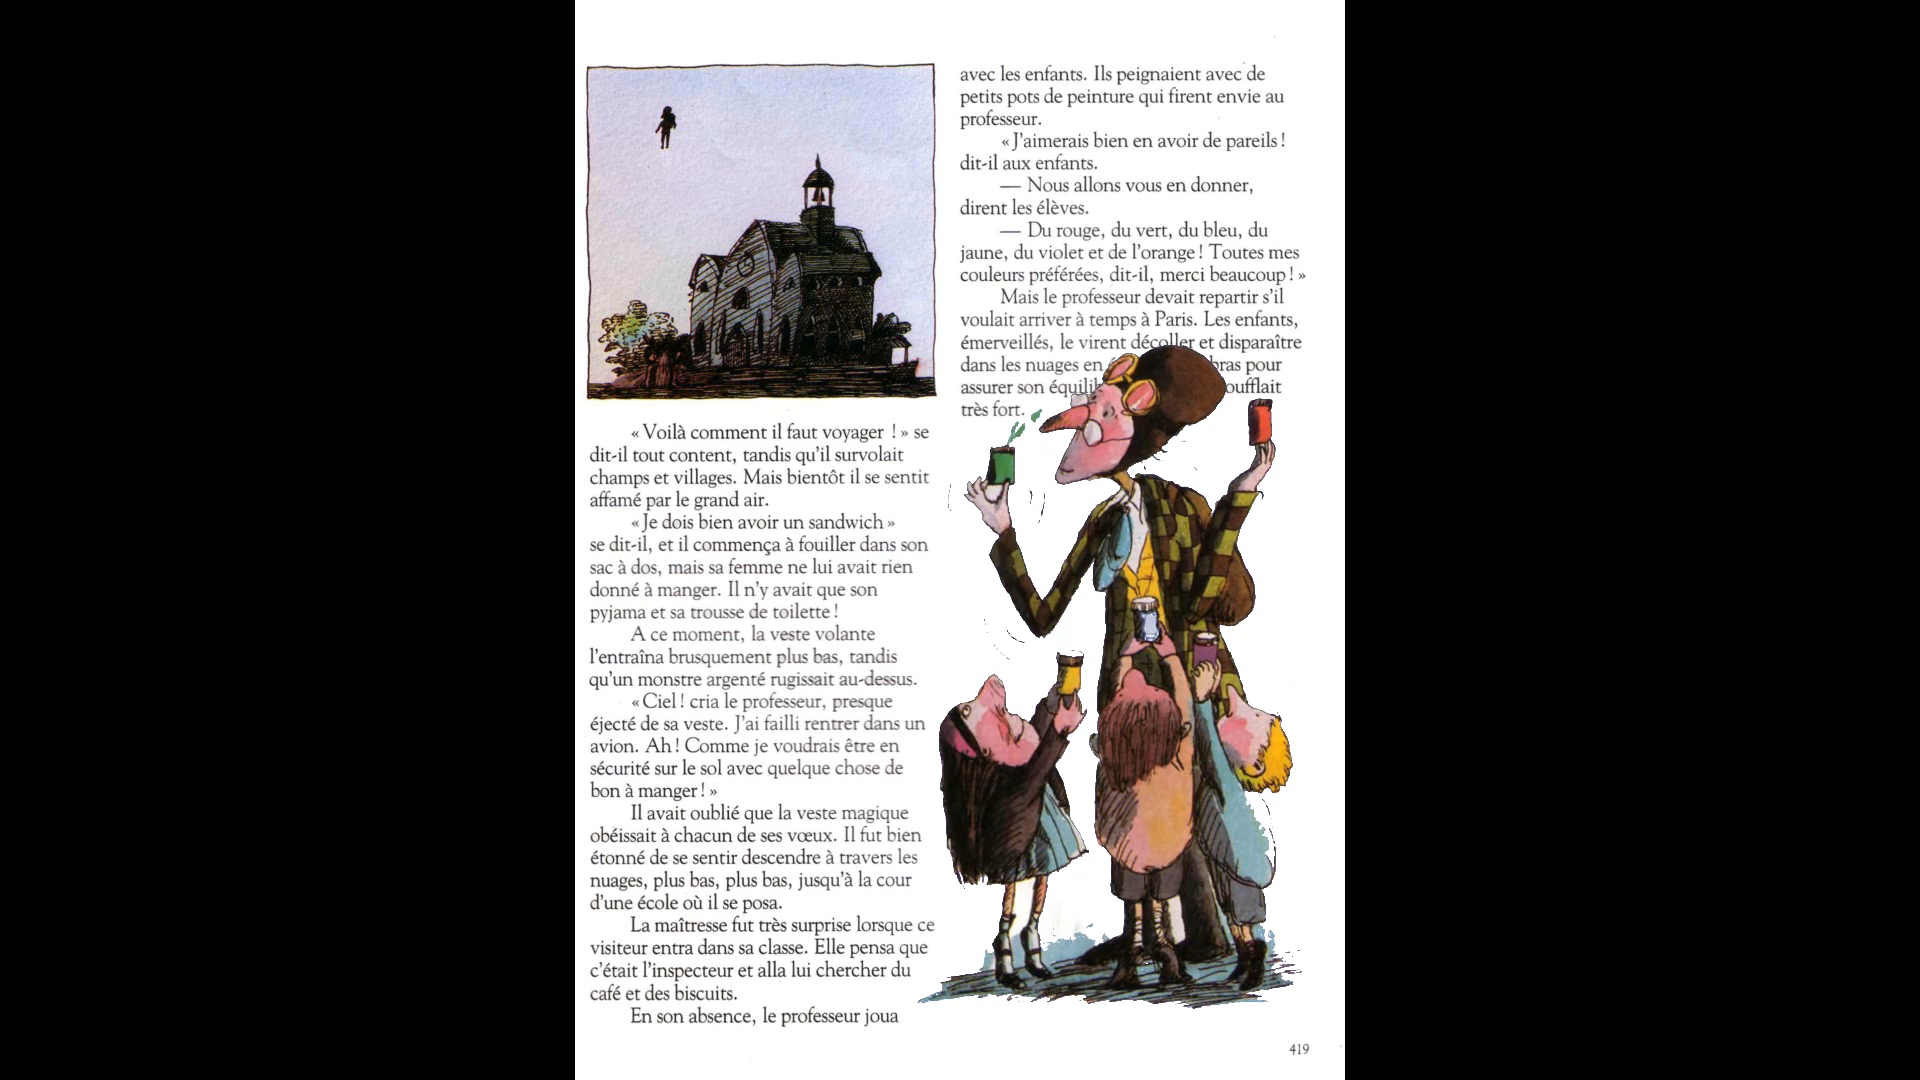 « Voilà comment il faut voyager ! » se
dit-il tout content, tandis qu'il survolait
champs et villages. Mais bientôt il se sentit
affamé par le grand air.
« Je dois bien avoir un sandwich »
se dit-il, et il commença à fouiller dans son
sac à dos, mais sa femme ne lui avait rien
donné à manger. Il n'y avait que son
pyjama et sa trousse de toilette !
A ce moment, la veste volante
l'entraîna brusquement plus bas, tandis
qu'un monstre argenté rugissait au-dessus.
« Ciel ! cria le professeur, presque
éjecté de sa veste. J'ai failli rentrer dans un
avion. Ah ! Comme je voudrais être en
sécurité sur le sol avec quelque chose de
bon à manger ! »
Il avait oublié que la veste magique
obéissait à chacun de ses vœux. Il fut bien
étonné de se sentir descendre à travers les
nuages, plus bas, plus bas, jusqu'à la cour
d'une école où il se posa.
La maîtresse fut très surprise lorsque ce
visiteur entra dans sa classe. Elle pensa que
c'était l'inspecteur et alla lui chercher du
café et des biscuits.
En son absence, le professeur joua
avec les enfants. Ils peignaient avec de
petits pots de peinture qui firent envie au
professeur.
« J'aimerais bien en avoir de pareils !
dit-il aux enfants.
— Nous allons vous en donner,
dirent les élèves.
— Du rouge, du vert, du bleu, du
jaune, du violet et de l'orange ! Toutes mes
couleurs préférées, dit-il, merci beaucoup ! »
Mais le professeur devait repartir s'il
voulait arriver à temps à Paris. Les enfants,
émerveillés, le virent décoller et disparaître
dans les nuages en bras pour
assurer son
très fort.
419